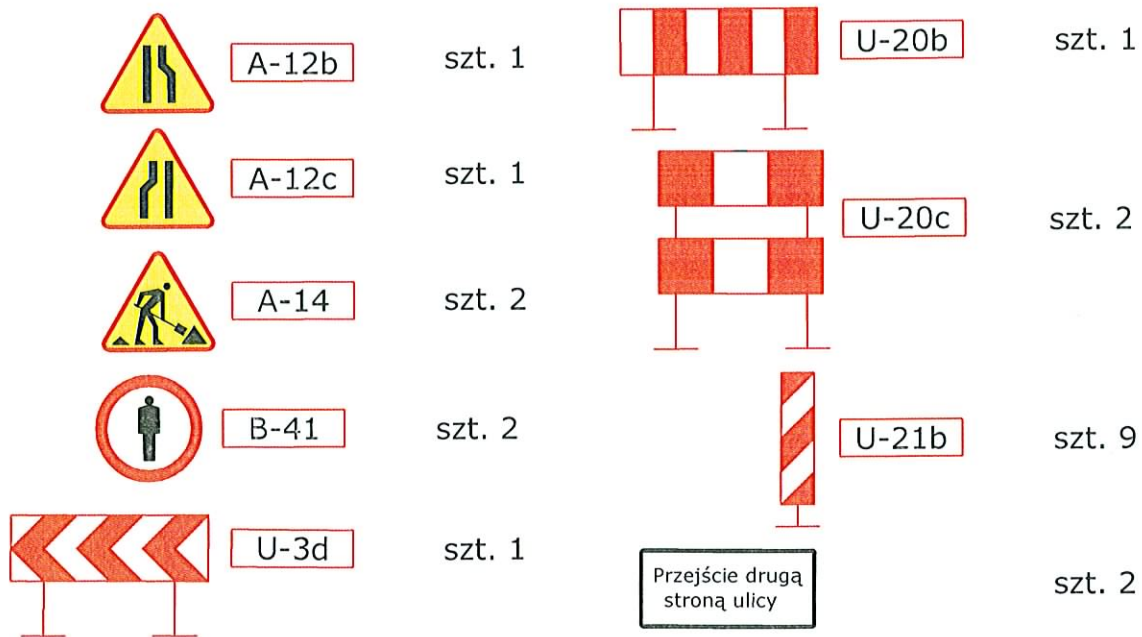 A-12b szt. 1
A-12c szt. 1
A-14 szt. 2
B-41 szt. 2
U-3d szt. 1
U-20b szt. 1
U-20c szt. 2
U-21b szt. 9
Przejście drugą
stroną ulicy szt. 2